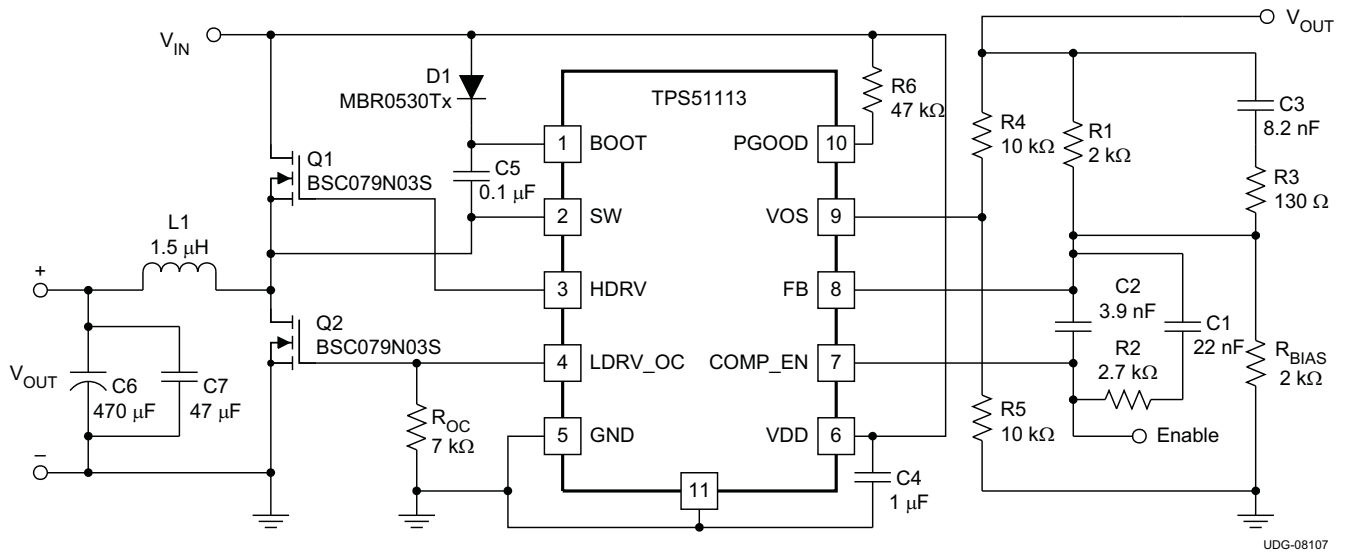 V_IN
V_OUT
D1
MBR0530Tx
TPS51113
R6
47 kΩ
C3
8.2 nF
R4
10 kΩ
R1
2 kΩ
1
BOOT
PGOOD
10
Q1
BSC079N03S
C5
0.1 μF
R3
130 Ω
2
SW
VOS
9
L1
1.5 μH
+
3
HDRV
FB
8
C2
3.9 nF
Q2
BSC079N03S
C1
22 nF
4
LDRV_OC
COMP_EN
7
R2
2.7 kΩ
R_BIAS
2 kΩ
V_OUT
C6
470 μF
C7
47 μF
R_OC
7 kΩ
5
GND
VDD
6
R5
10 kΩ
Enable
–
11
C4
1 μF
UDG-08107